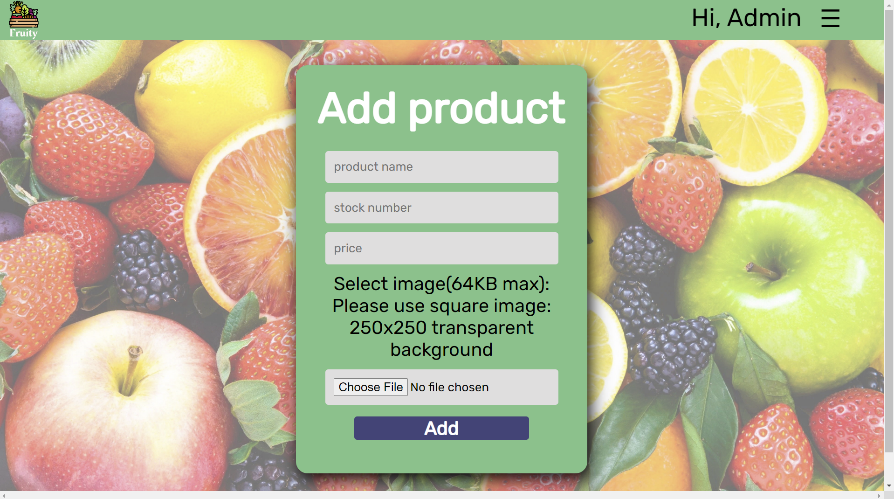 Fruity
Hi, Admin ☰
Add product
product name
stock number
price
Select image(64KB max):
Please use square image:
250x250 transparent
background
Choose File No file chosen
Add